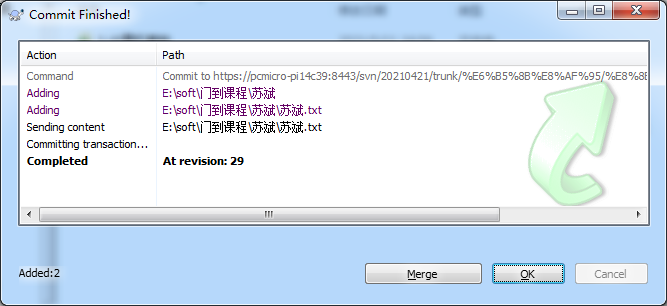 Commit Finished!
Action Path
Command Commit to https://pcmicro-pi14c39:8443/svn/20210421/trunk/%E6%B5%8B%E8%AF%95/%E8%8B
Adding E:\soft\门到课程\苏斌
Adding E:\soft\门到课程\苏斌\苏斌.txt
Sending content E:\soft\门到课程\苏斌\苏斌.txt
Committing transaction...
Completed At revision: 29
Added:2
Merge OK Cancel